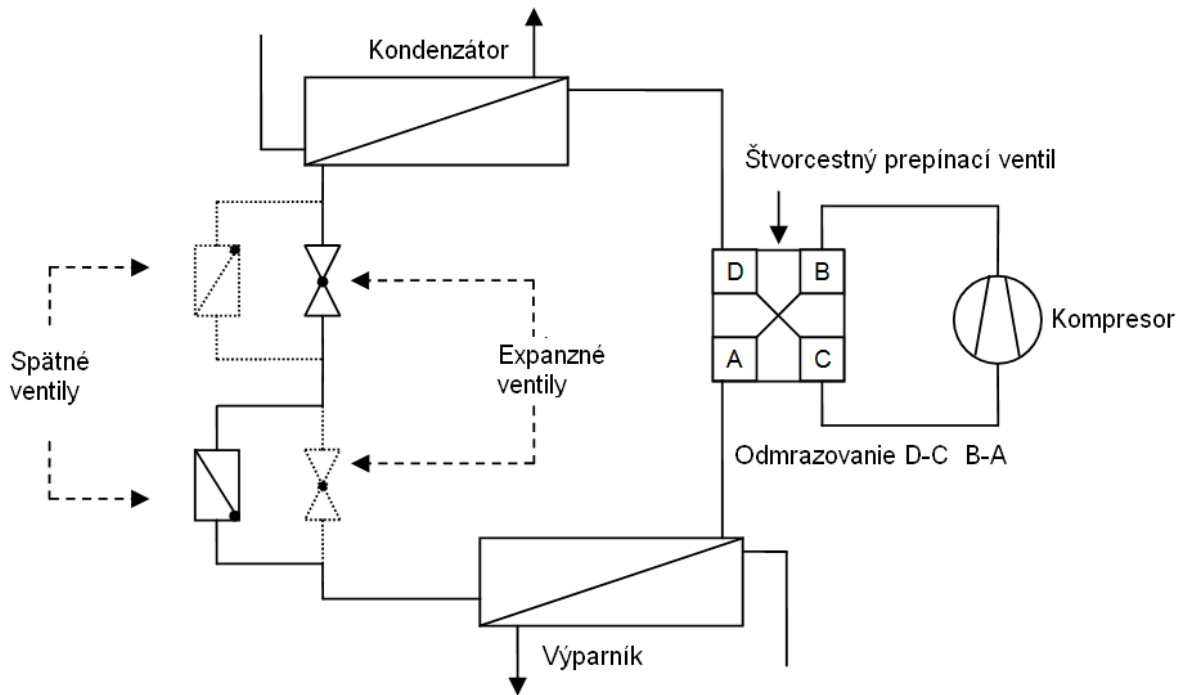 Kondenzátor
Štvorcestný prepínací ventil
D B
A C
Kompresor
Spätné
ventily
Expanzné
ventily
Odmrazovanie D-C B-A
Výparník